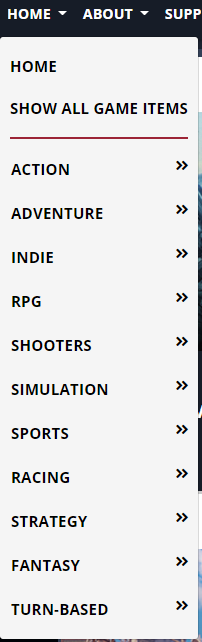 HOME ABOUT SUPP
HOME
SHOW ALL GAME ITEMS
ACTION
ADVENTURE
INDIE
RPG
SHOOTERS
SIMULATION
SPORTS
RACING
STRATEGY
FANTASY
TURN-BASED